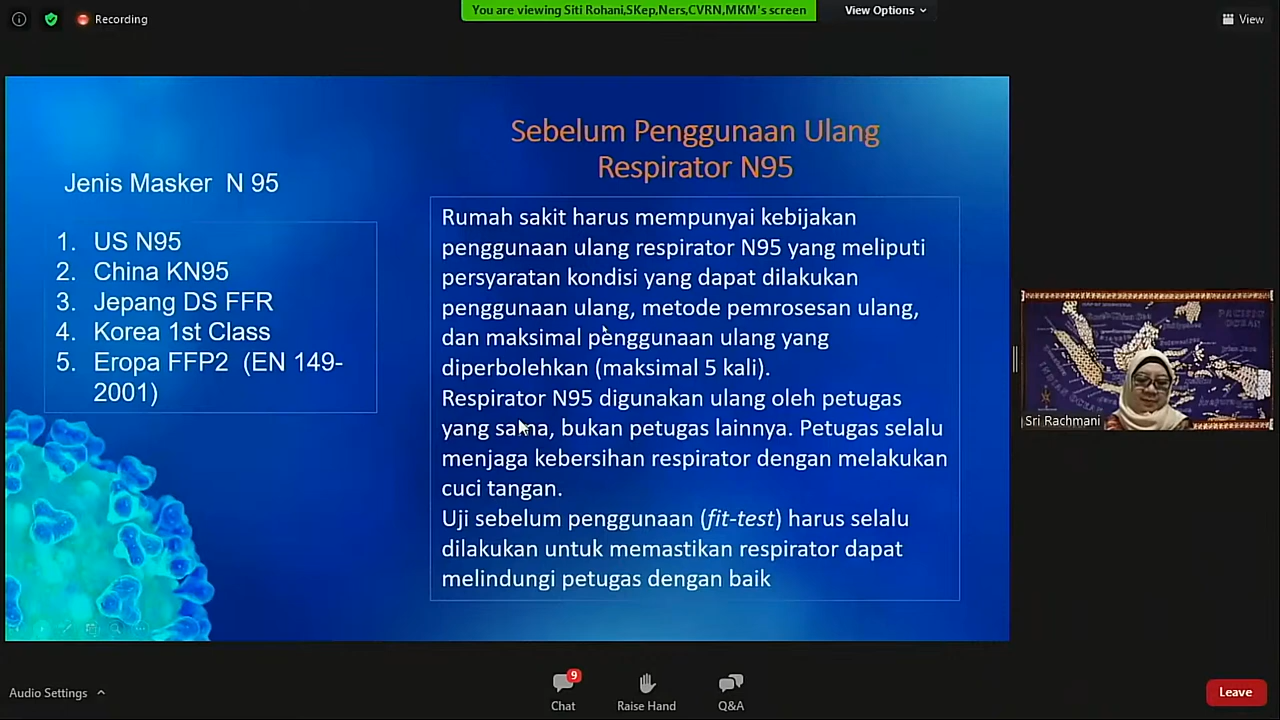 Recording
You are viewing Siti Rohani,SKep,Ners,CVRN,MKM's screen
View Options
View
Jenis Masker N 95
1. US N95
2. China KN95
3. Jepang DS FFR
4. Korea 1st Class
5. Eropa FFP2 (EN 149-
2001)
Sebelum Penggunaan Ulang
Respirator N95
Rumah sakit harus mempunyai kebijakan
penggunaan ulang respirator N95 yang meliputi
persyaratan kondisi yang dapat dilakukan
penggunaan ulang, metode pemrosesan ulang,
dan maksimal penggunaan ulang yang
diperbolehkan (maksimal 5 kali).
Respirator N95 digunakan ulang oleh petugas
yang sama, bukan petugas lainnya. Petugas selalu
menjaga kebersihan respirator dengan melakukan
cuci tangan.
Uji sebelum penggunaan (fit-test) harus selalu
dilakukan untuk memastikan respirator dapat
melindungi petugas dengan baik
PACIFIC
OCEAN
Sri Rachmani
Audio Settings
9
Chat
Raise Hand
Q&A
Leave